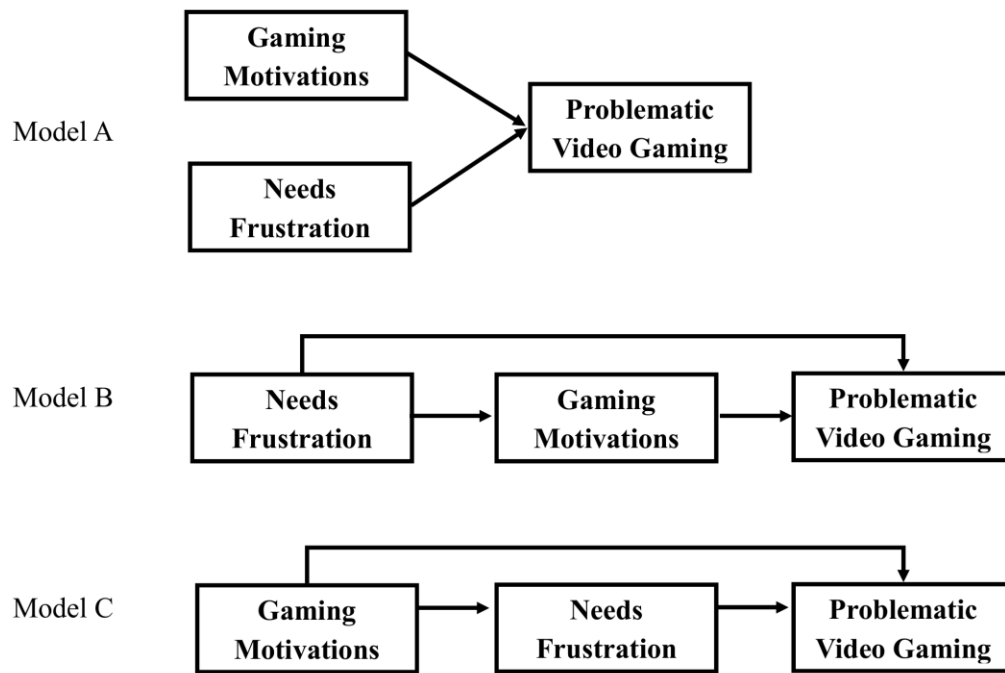 Gaming
Motivations
Model A
Problematic
Video Gaming
Needs
Frustration
Model B
Needs
Frustration
Gaming
Motivations
Problematic
Video Gaming
Model C
Gaming
Motivations
Needs
Frustration
Problematic
Video Gaming